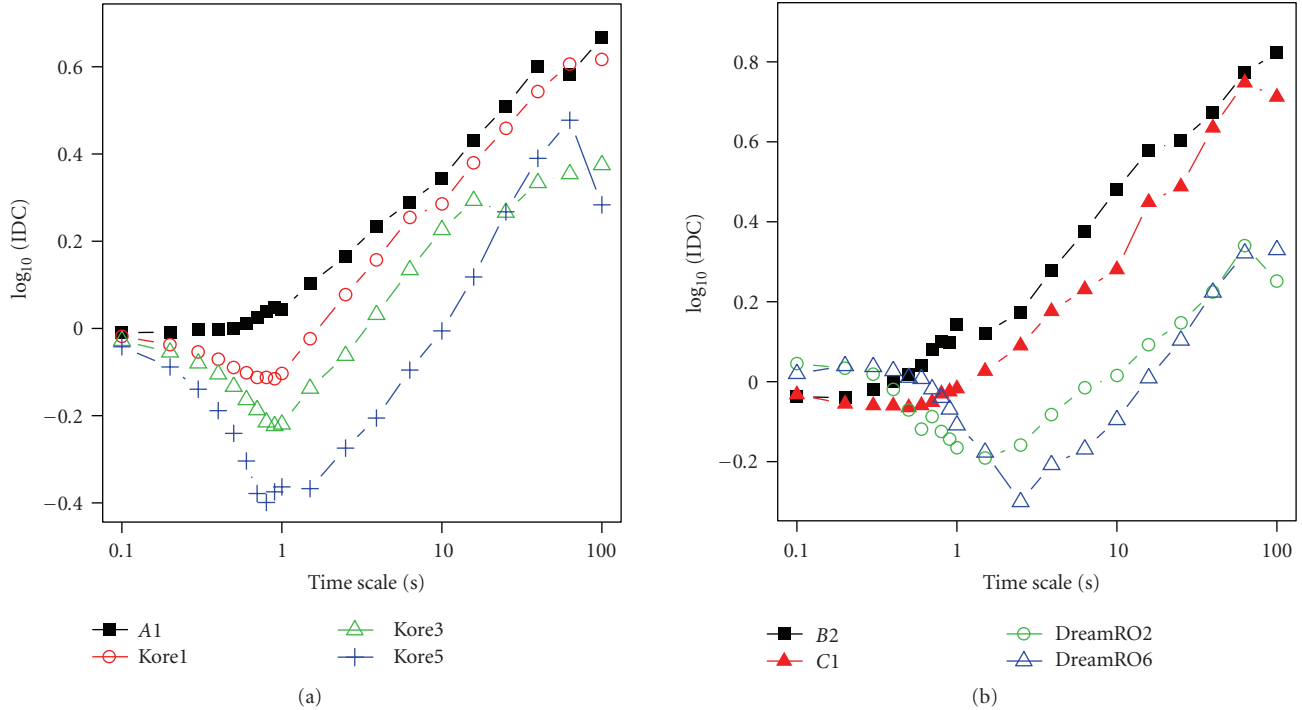 log10 (IDC)
0.6
0.4
0.2
0
−0.2
−0.4
0.1
1
10
100
Time scale (s)
A1
Kore1
Kore3
Kore5
(a)
log10 (IDC)
0.8
0.6
0.4
0.2
0
−0.2
0.1
1
10
100
Time scale (s)
B2
C1
DreamRO2
DreamRO6
(b)